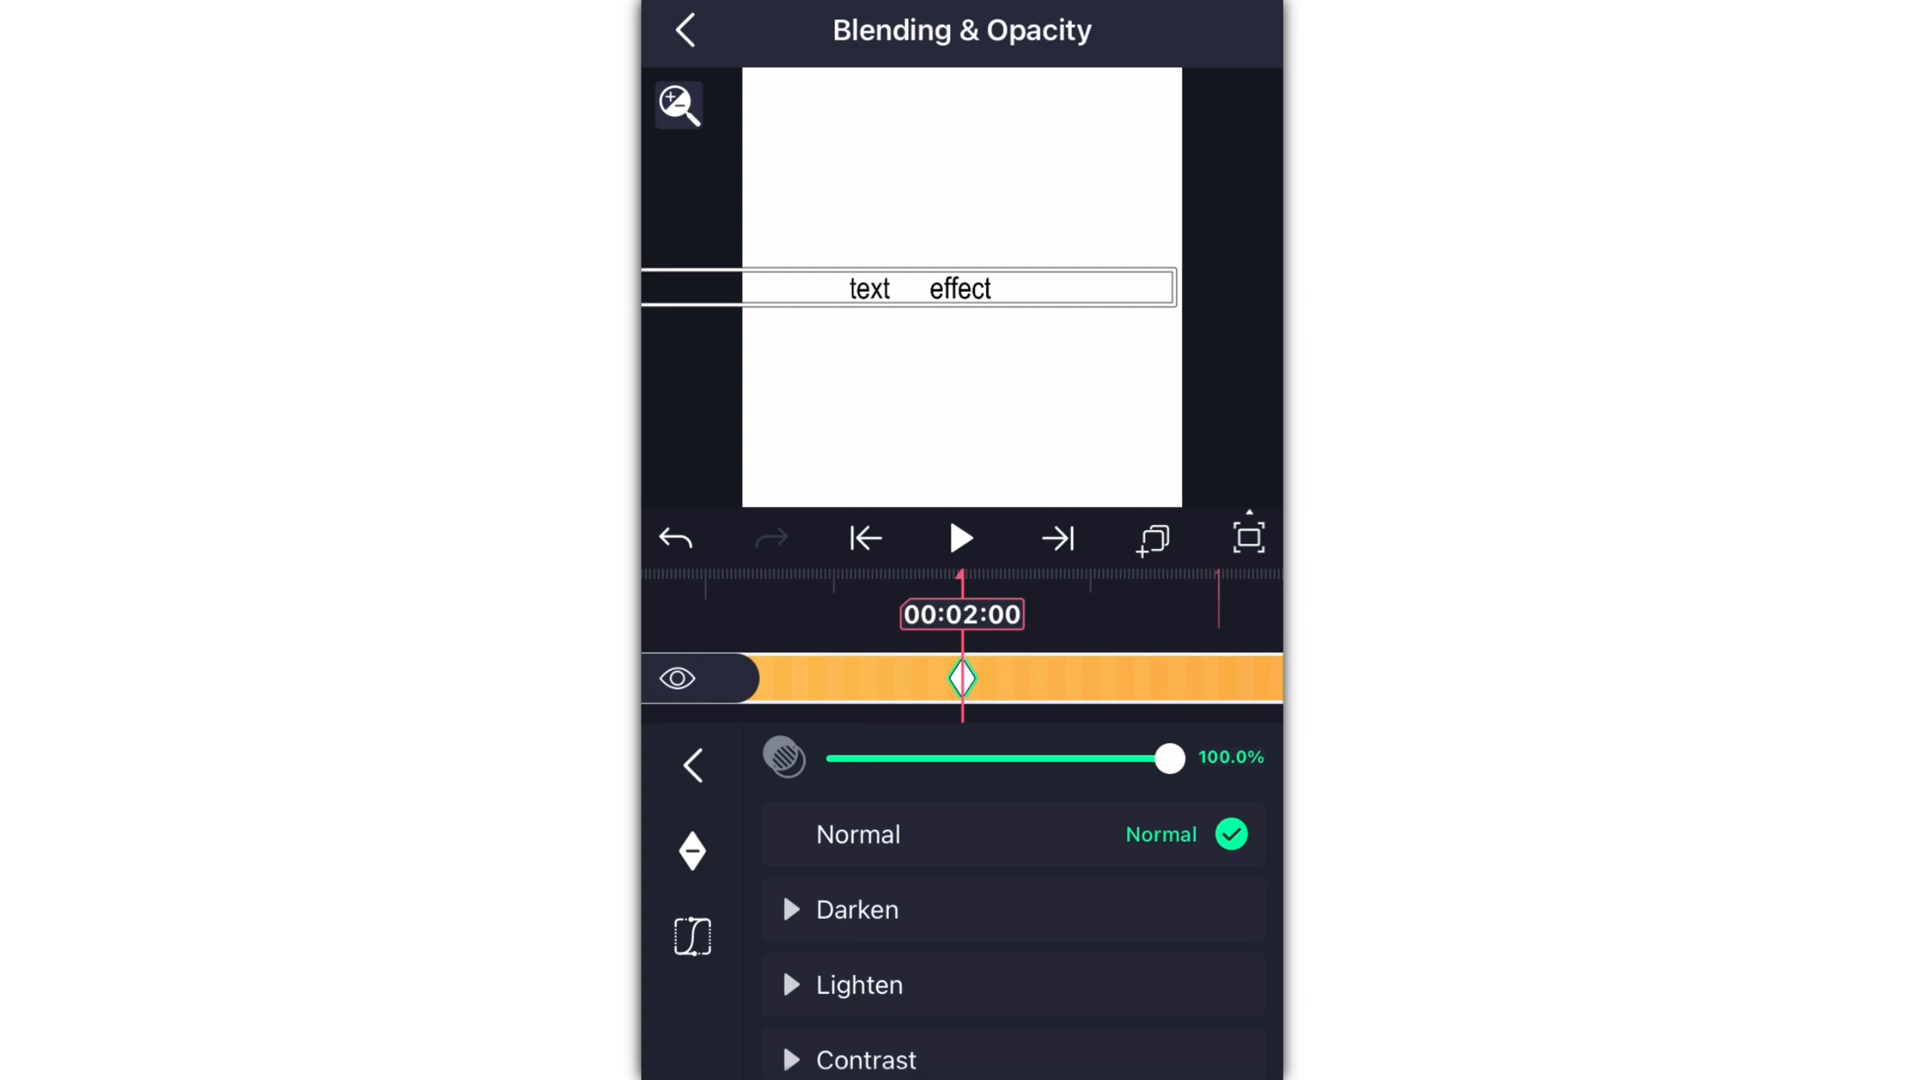 Blending & Opacity
text effect
00:02:00
100.0%
Normal Normal
Darken
Lighten
Contrast